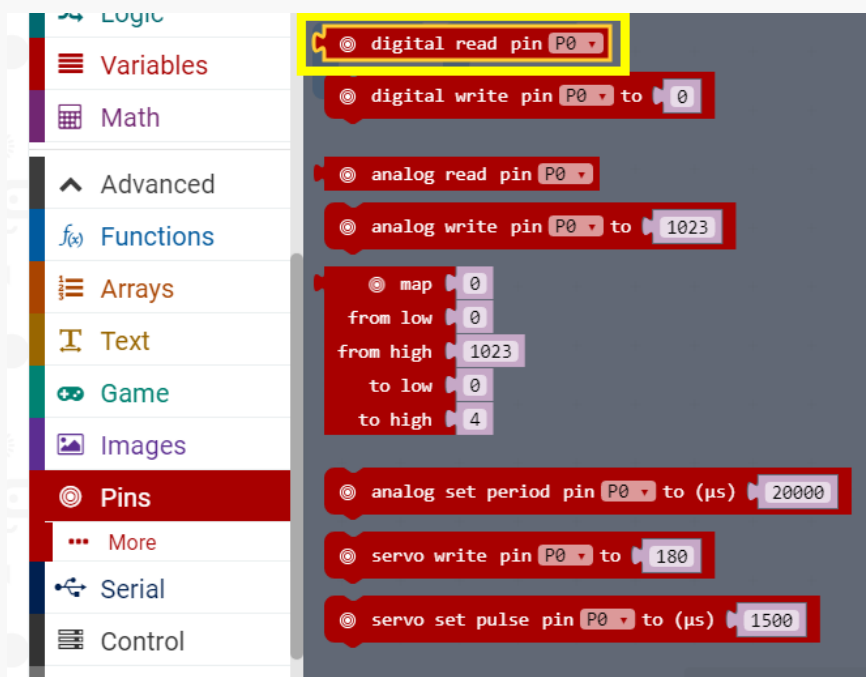 Logic
Variables
Math
Advanced
f(x) Functions
1 2 3 Arrays
T Text
Game
Images
Pins
More
Serial
Control
digital read pin P0
digital write pin P0 to 0
analog read pin P0
analog write pin P0 to 1023
map 0
from low 0
from high 1023
to low 0
to high 4
analog set period pin P0 to (µs) 20000
servo write pin P0 to 180
servo set pulse pin P0 to (µs) 1500